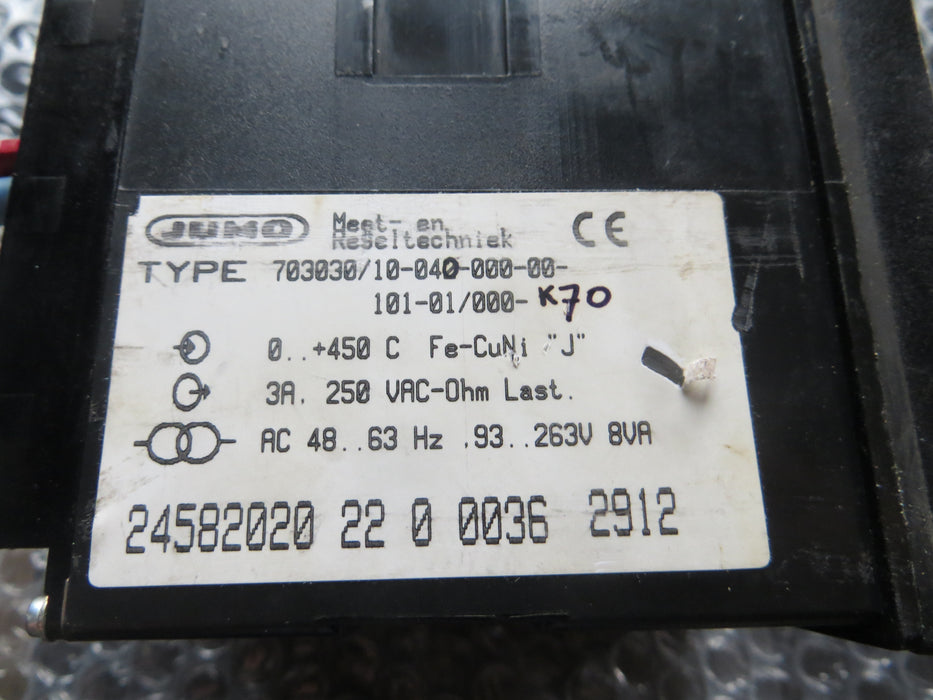 JUMO Meet- en
Regeltechniek
CE
TYPE 703030/10-040-000-00-
101-01/000-K70
0..+450 C Fe-CuNi "J"
3A. 250 VAC-Ohm Last.
AC 48..63 Hz .93..263V 8VA
24582020 22 0 0036 2912